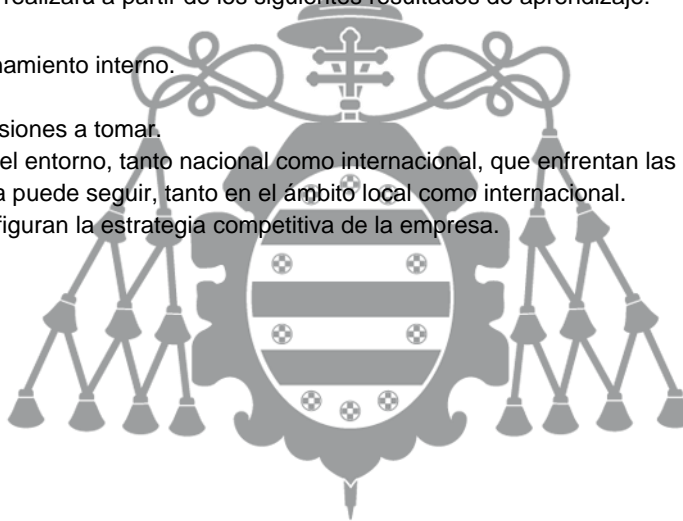 realizará a partir de los siguientes resultados de aprendizaje:
namiento interno.
siones a tomar.
el entorno, tanto nacional como internacional, que enfrentan las
a puede seguir, tanto en el ámbito local como internacional.
figuran la estrategia competitiva de la empresa.